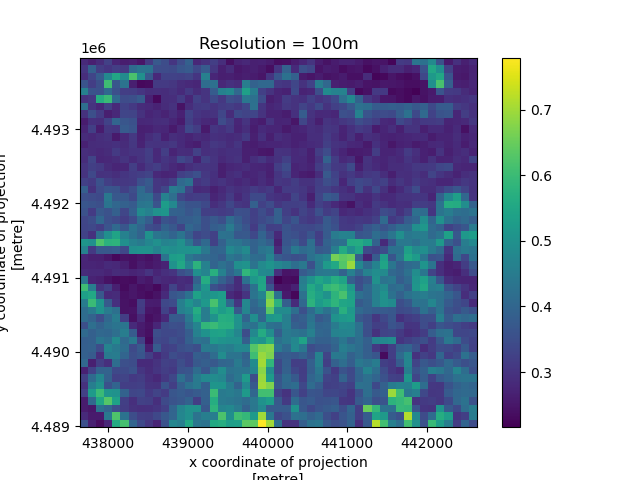 Resolution = 100m
1e6
4.493
4.492
4.491
4.490
4.489
y coordinate of projection
[metre]
438000 439000 440000 441000 442000
x coordinate of projection
[metre]
0.7
0.6
0.5
0.4
0.3